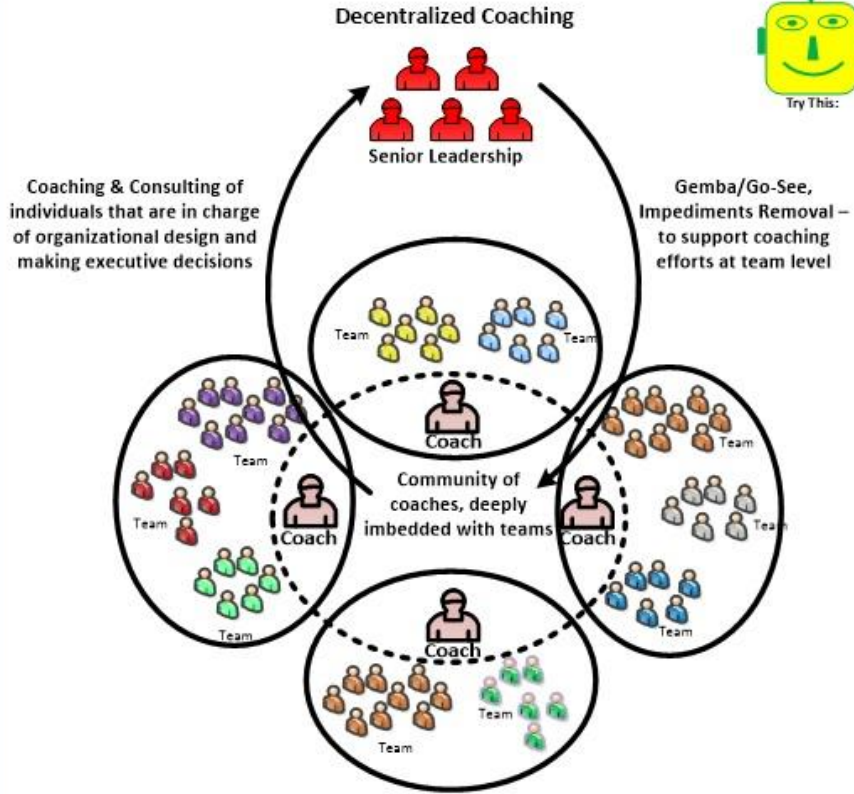 Decentralized Coaching
Try This:
Senior Leadership
Coaching & Consulting of
individuals that are in charge
of organizational design and
making executive decisions
Gemba/Go-See,
Impediments Removal –
to support coaching
efforts at team level
Team
Team
Coach
Team
Team
Team
Coach
Community of
coaches, deeply
imbedded with teams
Coach
Team
Team
Team
Coach
Team
Team